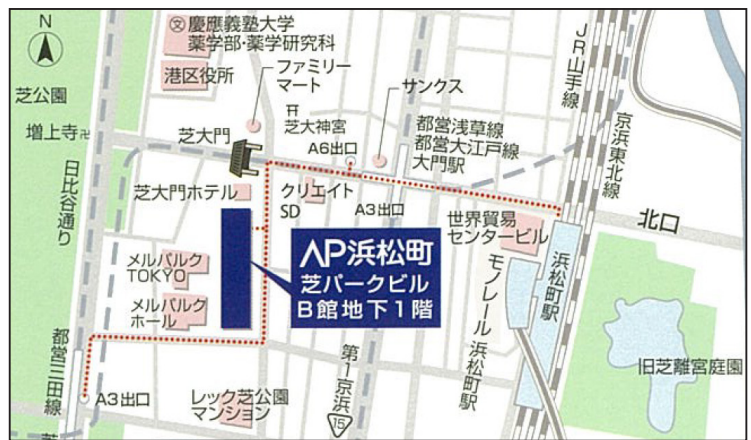 N
慶應義塾大学
薬学部・薬学研究科
港区役所
ファミリー
マート
サンクス
JR山手線
京浜東北線
芝公園
増上寺
芝大門
芝大神宮
A6出口
都営浅草線
都営大江戸線
大門駅
日比谷通り
芝大門ホテル
クリエイト
SD
A3出口
世界貿易
センタービル
北口
AP浜松町
芝パークビル
B館地下1階
メルパルク
TOKYO
メルパルク
ホール
モノレール浜松町駅
浜松町駅
旧芝離宮庭園
都営三田線
A3出口
レック芝公園
マンション
第1京浜
15